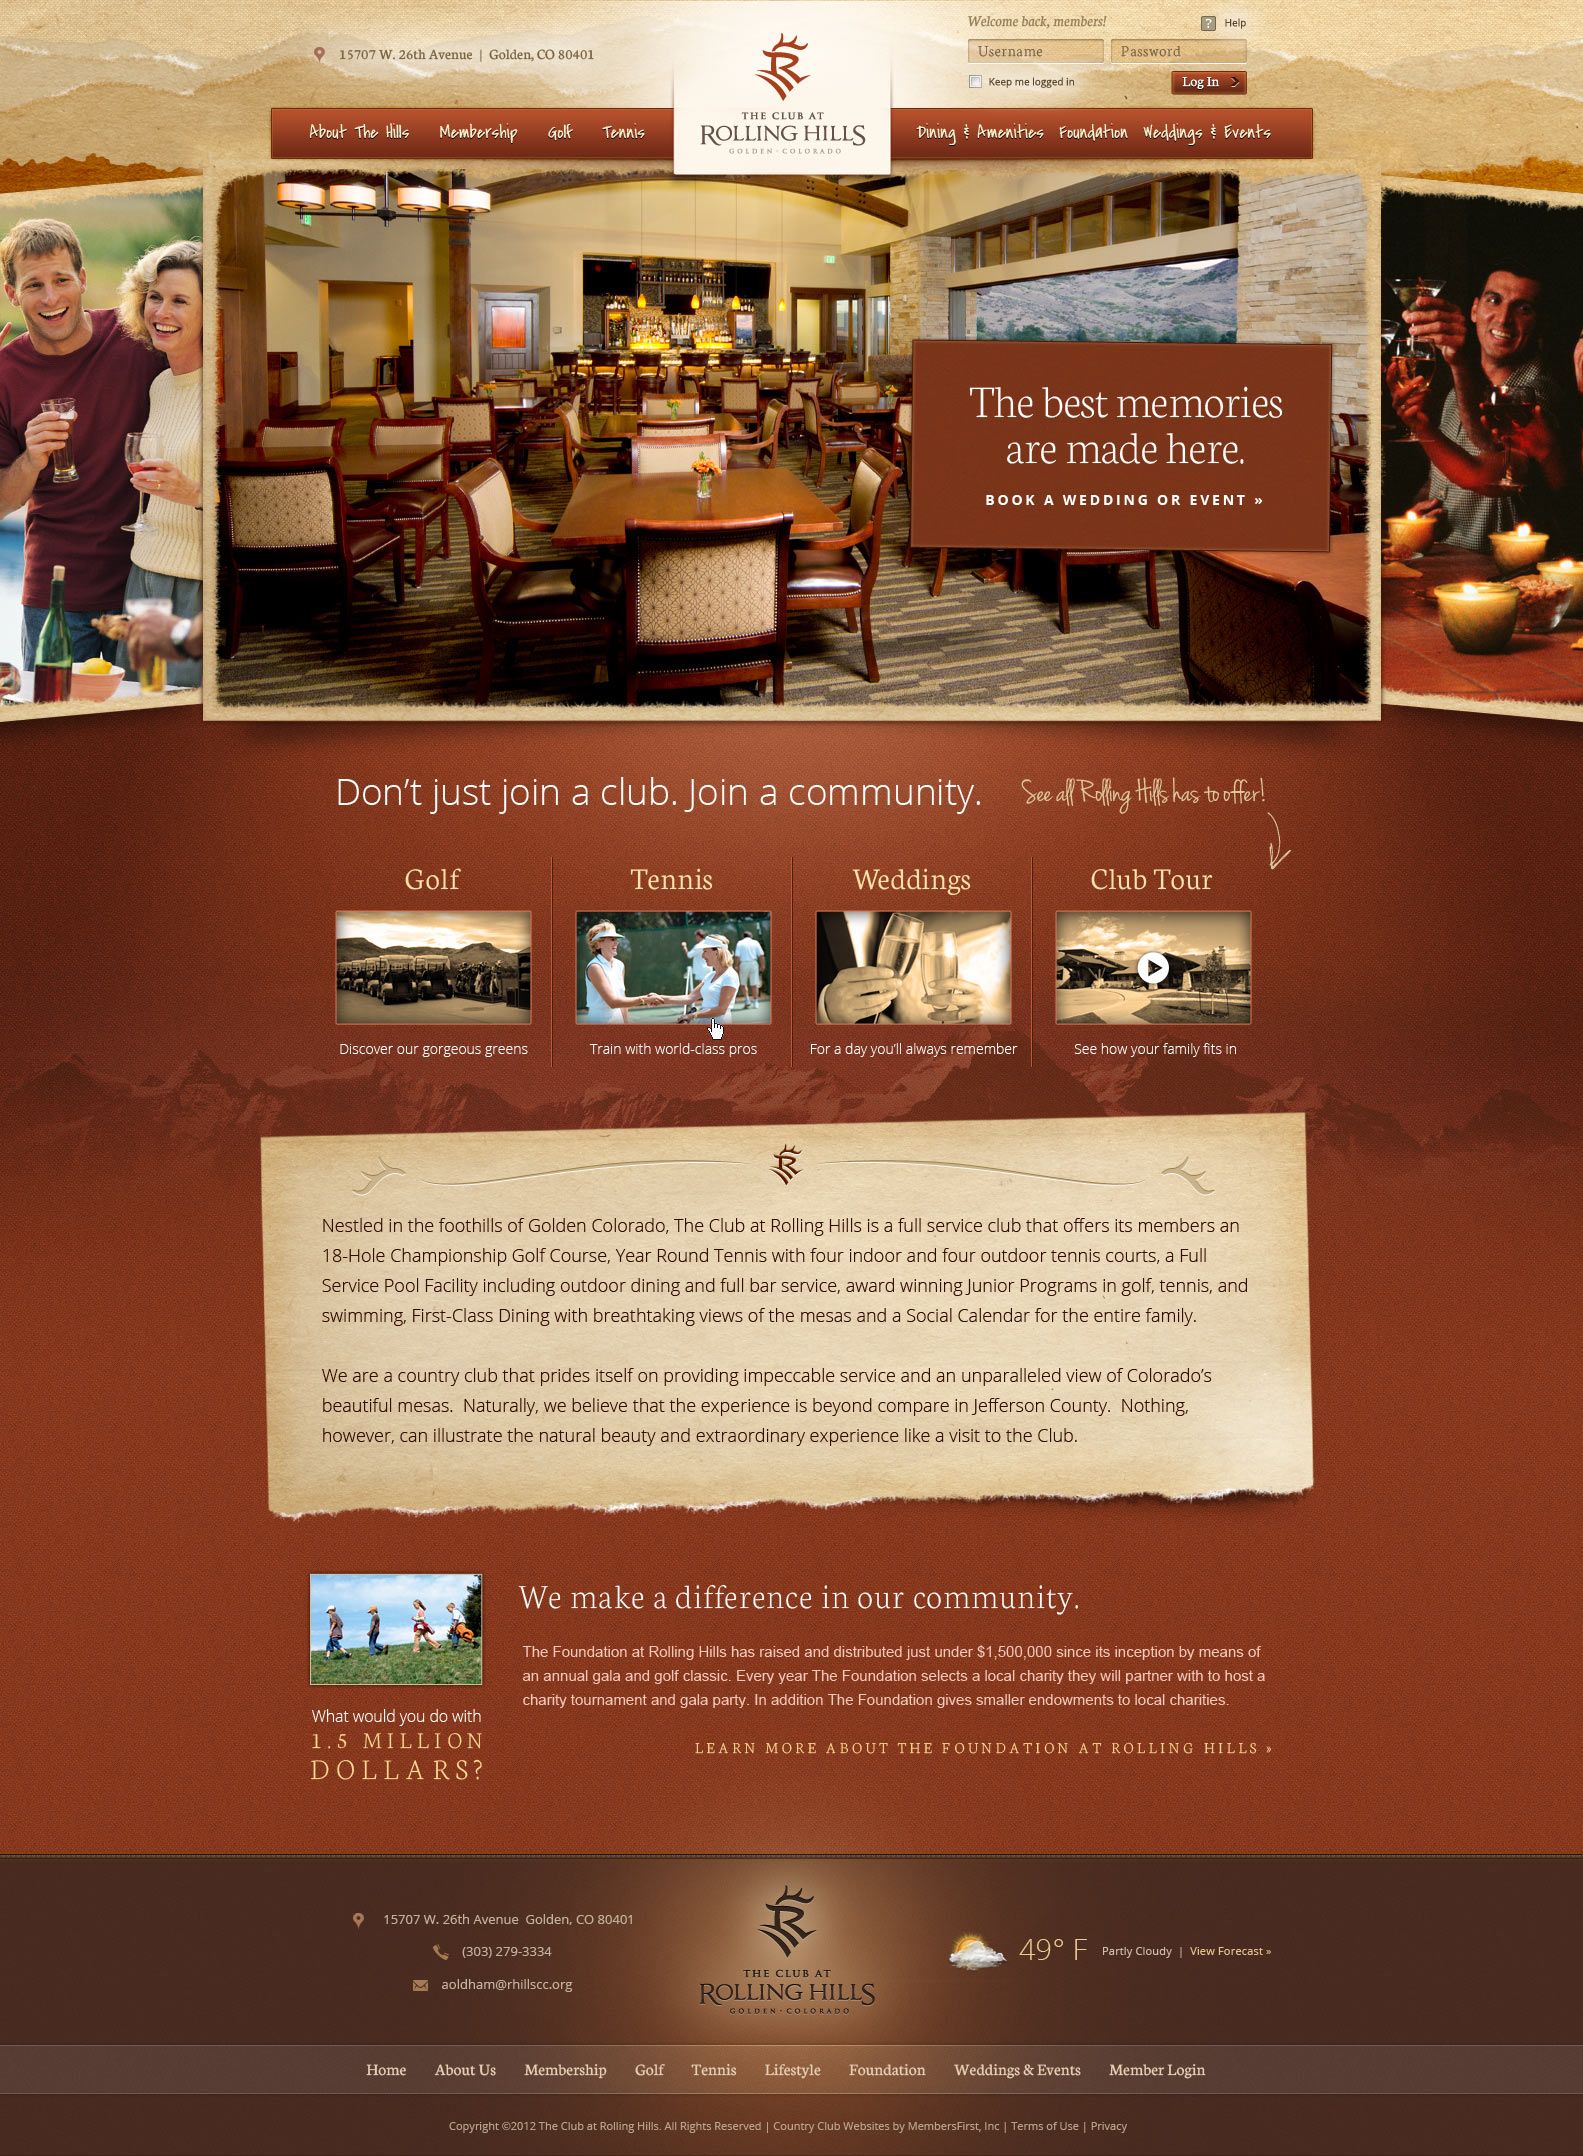 Welcome back, members!
? Help
15707 W. 26th Avenue | Golden, CO 80401
Username
Password
Keep me logged in
Log In
THE CLUB AT
ROLLING HILLS
GOLDEN · COLORADO
About The Hills
Membership
Golf
Tennis
Dining & Amenities
Foundation
Weddings & Events
The best memories
are made here.
BOOK A WEDDING OR EVENT »
Don't just join a club. Join a community.
See all Rolling Hills has to offer!
Golf
Discover our gorgeous greens
Tennis
Train with world-class pros
Weddings
For a day you'll always remember
Club Tour
See how your family fits in
Nestled in the foothills of Golden Colorado, The Club at Rolling Hills is a full service club that offers its members an
18-Hole Championship Golf Course, Year Round Tennis with four indoor and four outdoor tennis courts, a Full
Service Pool Facility including outdoor dining and full bar service, award winning Junior Programs in golf, tennis, and
swimming, First-Class Dining with breathtaking views of the mesas and a Social Calendar for the entire family.
We are a country club that prides itself on providing impeccable service and an unparalleled view of Colorado's
beautiful mesas. Naturally, we believe that the experience is beyond compare in Jefferson County. Nothing,
however, can illustrate the natural beauty and extraordinary experience like a visit to the Club.
What would you do with
1.5 MILLION
DOLLARS?
We make a difference in our community.
The Foundation at Rolling Hills has raised and distributed just under $1,500,000 since its inception by means of
an annual gala and golf classic. Every year The Foundation selects a local charity they will partner with to host a
charity tournament and gala party. In addition The Foundation gives smaller endowments to local charities.
LEARN MORE ABOUT THE FOUNDATION AT ROLLING HILLS »
15707 W. 26th Avenue Golden, CO 80401
(303) 279-3334
aoldham@rhillscc.org
THE CLUB AT
ROLLING HILLS
GOLDEN · COLORADO
49° F Partly Cloudy | View Forecast »
Home About Us Membership Golf Tennis Lifestyle Foundation Weddings & Events Member Login
Copyright ©2012 The Club at Rolling Hills. All Rights Reserved | Country Club Websites by MembersFirst, Inc | Terms of Use | Privacy